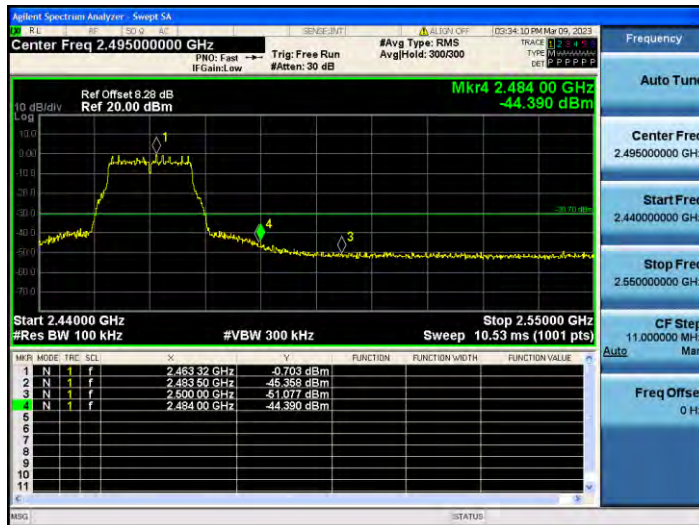 Agilent Spectrum Analyzer - Swept SA
RL RF 50 Ω AC SENSE:INT ALIGN OFF 03:34:10 PM Mar 09, 2023
Center Freq 2.495000000 GHz
PNO: Fast
IFGain:Low
Trig: Free Run
#Atten: 30 dB
#Avg Type: RMS
Avg|Hold: 300/300
TRACE 1 2 3 4 5 6
TYPE M
DET P P P P P P
Mkr4 2.484 00 GHz
-44.390 dBm
Ref Offset 8.28 dB
10 dB/div Ref 20.00 dBm
Log
10.0
0.00
-10.0
-20.0
-30.0
-40.0
-50.0
-60.0
-70.0
1
4
3
-30.70 dBm
Start 2.44000 GHz Stop 2.55000 GHz
#Res BW 100 kHz #VBW 300 kHz Sweep 10.53 ms (1001 pts)
MKR MODE TRC SCL X Y FUNCTION FUNCTION WIDTH FUNCTION VALUE
1 N 1 f 2.463 32 GHz -0.703 dBm
2 N 1 f 2.483 50 GHz -45.358 dBm
3 N 1 f 2.500 00 GHz -51.077 dBm
4 N 1 f 2.484 00 GHz -44.390 dBm
5
6
7
8
9
10
11
MSG STATUS
Frequency
Auto Tune
Center Freq
2.495000000 GHz
Start Freq
2.440000000 GHz
Stop Freq
2.550000000 GHz
CF Step
11.000000 MHz
Auto Man
Freq Offset
0 Hz